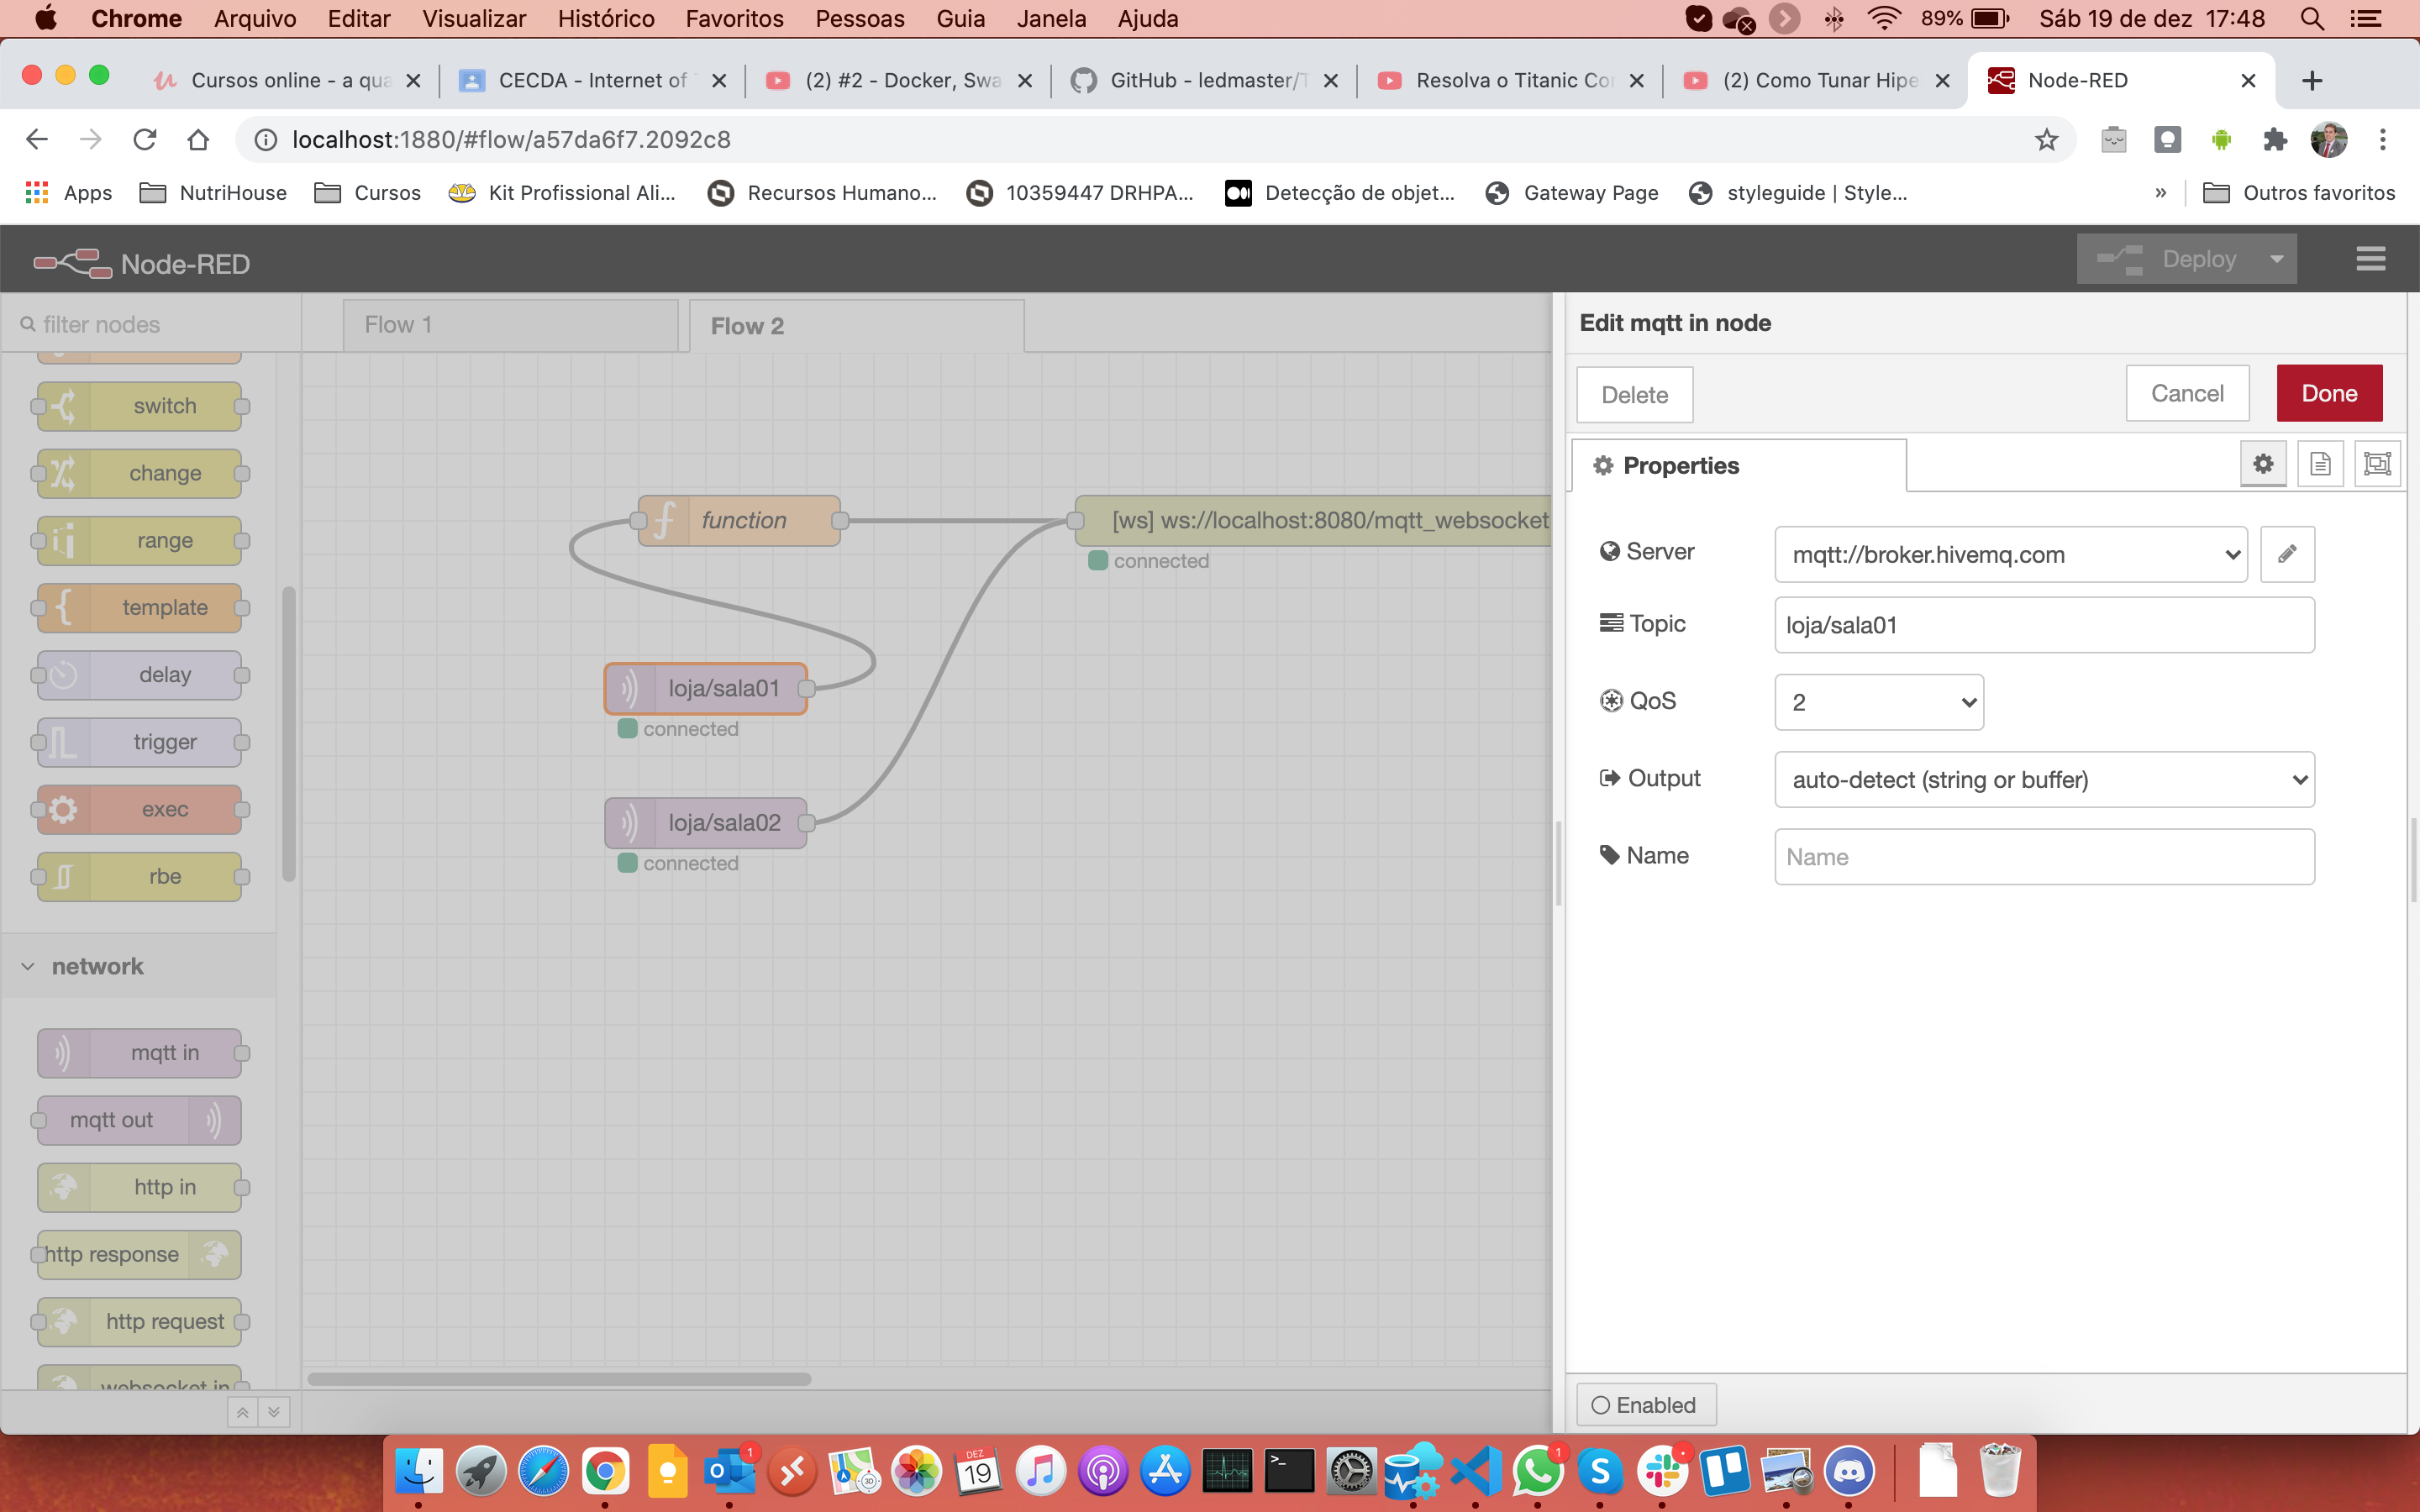 Chrome Arquivo Editar Visualizar Histórico Favoritos Pessoas Guia Janela Ajuda 89% Sáb 19 de dez 17:48
Cursos online - a qua CECDA - Internet of (2) #2 - Docker, Swa GitHub - ledmaster/T Resolva o Titanic Co (2) Como Tunar Hipe Node-RED
localhost:1880/#flow/a57da6f7.2092c8
Apps NutriHouse Cursos Kit Profissional Ali... Recursos Humano... 10359447 DRHPA... Detecção de objet... Gateway Page styleguide | Style... » Outros favoritos
Node-RED Deploy
filter nodes Flow 1 Flow 2
switch
change
range
template
delay
trigger
exec
rbe
network
mqtt in
mqtt out
http in
http response
http request
websocket in
function
[ws] ws://localhost:8080/mqtt_websocket
connected
loja/sala01
connected
loja/sala02
connected
Edit mqtt in node
Delete Cancel Done
Properties
Server mqtt://broker.hivemq.com
Topic loja/sala01
QoS 2
Output auto-detect (string or buffer)
Name Name
Enabled
1 DEZ 19 3D >_ 1 S